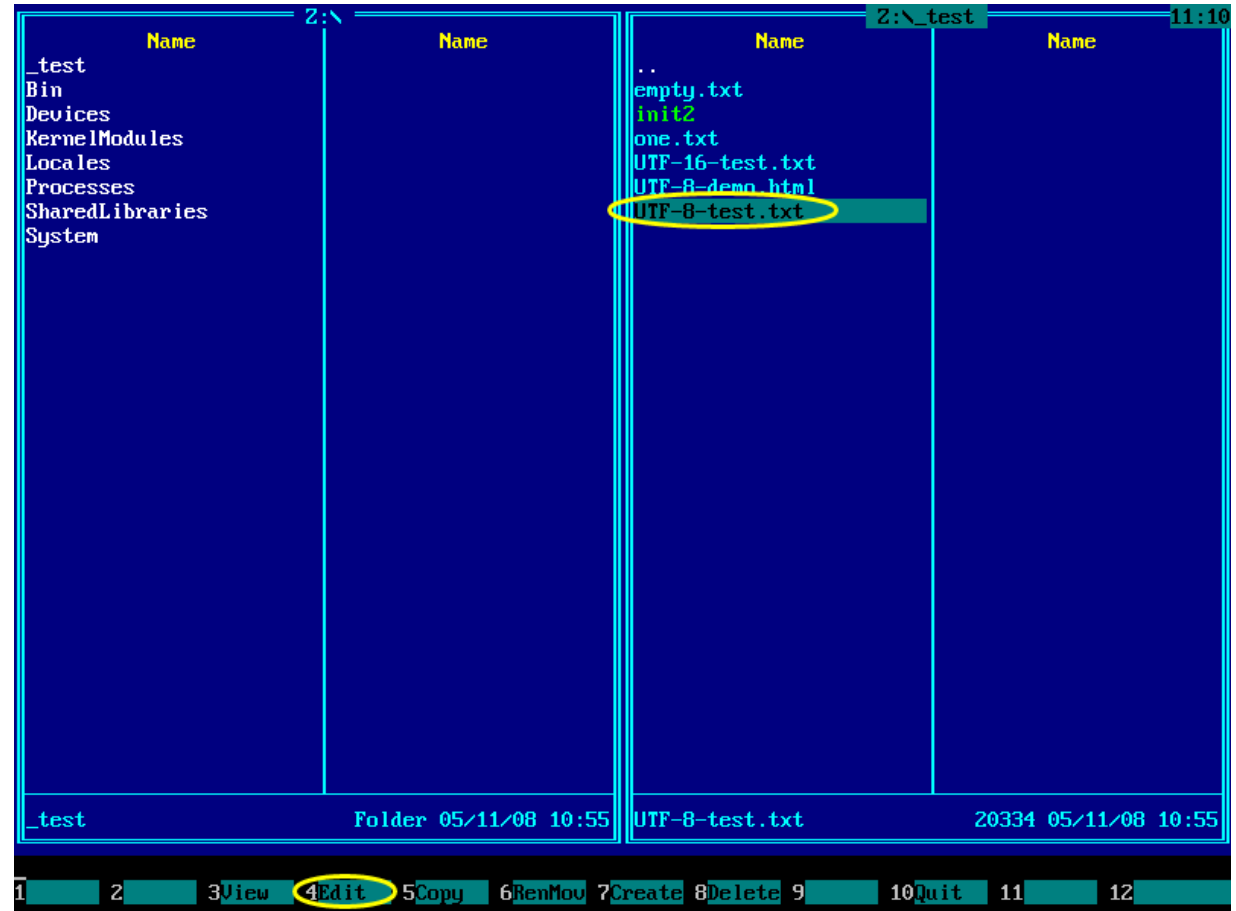 Z:\ Z:\_test 11:10
Name Name Name Name
_test ..
Bin empty.txt
Devices init2
KernelModules one.txt
Locales UTF-16-test.txt
Processes UTF-8-demo.html
SharedLibraries UTF-8-test.txt
System
_test Folder 05/11/08 10:55 UTF-8-test.txt 20334 05/11/08 10:55
1 2 3View 4Edit 5Copy 6RenMov 7Create 8Delete 9 10Quit 11 12